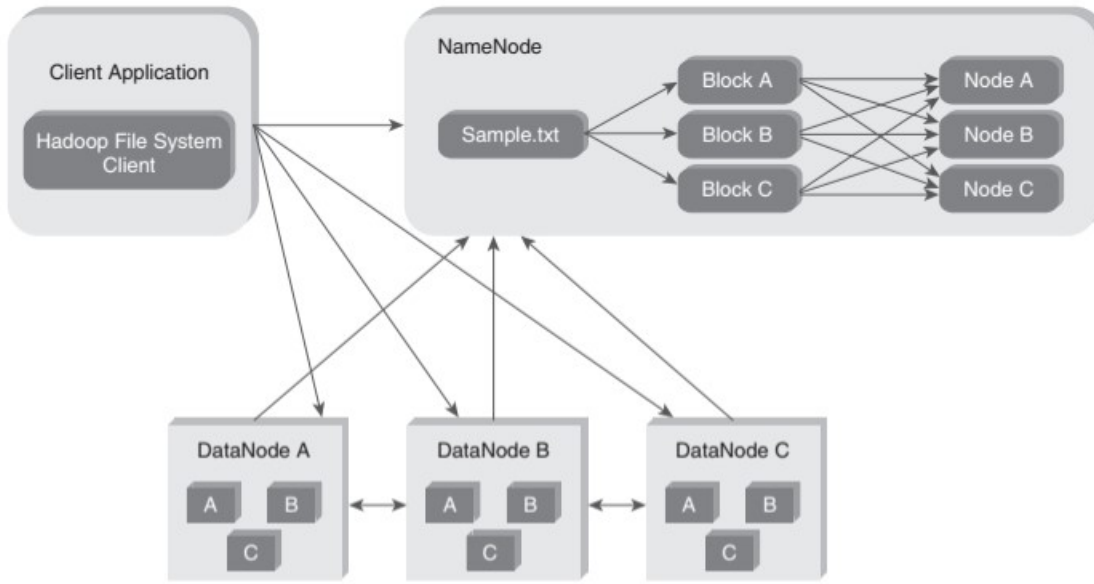 Client Application
Hadoop File System
Client
NameNode
Sample.txt
Block A
Block B
Block C
Node A
Node B
Node C
DataNode A
A
B
C
DataNode B
A
B
C
DataNode C
A
B
C